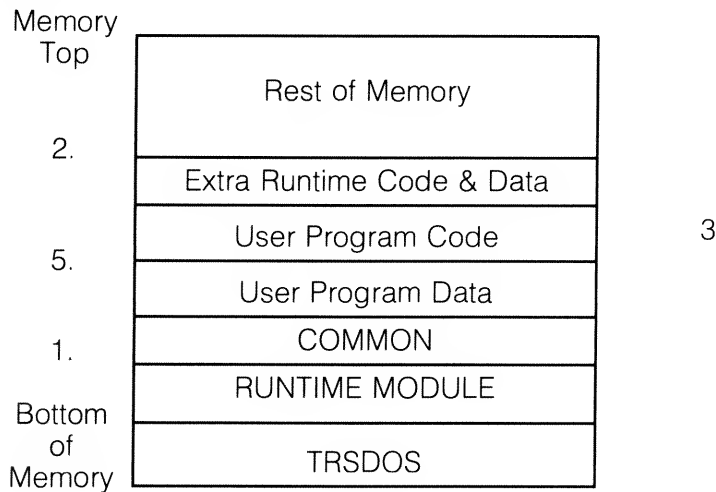 Memory
Top
Rest of Memory
2.
Extra Runtime Code & Data
User Program Code
3
5.
User Program Data
COMMON
1.
RUNTIME MODULE
Bottom
of
Memory
TRSDOS